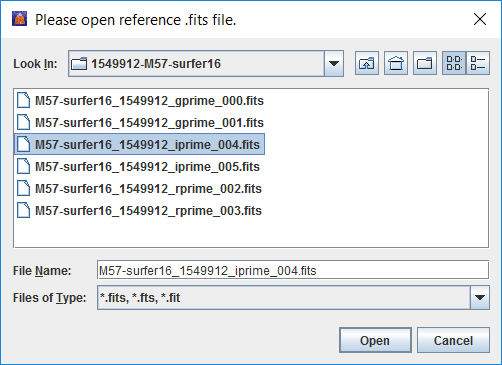 Please open reference .fits file.
Look In: 1549912-M57-surfer16
M57-surfer16_1549912_gprime_000.fits
M57-surfer16_1549912_gprime_001.fits
M57-surfer16_1549912_iprime_004.fits
M57-surfer16_1549912_iprime_005.fits
M57-surfer16_1549912_rprime_002.fits
M57-surfer16_1549912_rprime_003.fits
File Name: M57-surfer16_1549912_iprime_004.fits
Files of Type: *.fits, *.fts, *.fit
Open Cancel